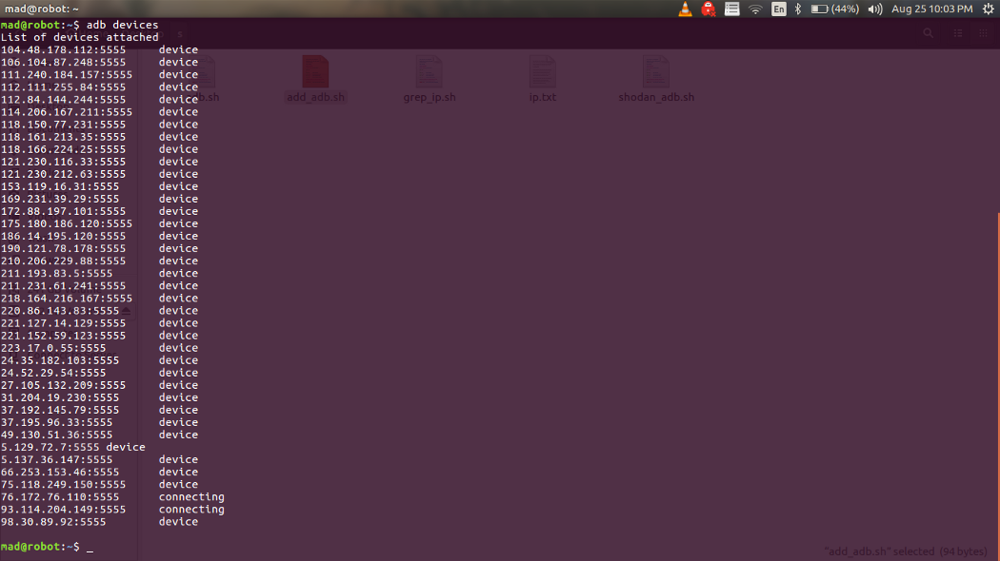 mad@robot: ~
En
(44%)
Aug 25 10:03 PM
mad@robot:~$ adb devices
List of devices attached
104.48.178.112:5555 device
106.104.87.248:5555 device
111.240.184.157:5555 device
112.111.255.84:5555 device
112.84.144.244:5555 device
114.206.167.211:5555 device
118.150.77.231:5555 device
118.161.213.35:5555 device
118.166.224.25:5555 device
121.230.116.33:5555 device
121.230.212.63:5555 device
153.119.16.31:5555 device
169.231.39.29:5555 device
172.88.197.101:5555 device
175.180.186.120:5555 device
186.14.195.120:5555 device
190.121.78.178:5555 device
210.206.229.88:5555 device
211.193.83.5:5555 device
211.231.61.241:5555 device
218.164.216.167:5555 device
220.86.143.83:5555 device
221.127.14.129:5555 device
221.152.59.123:5555 device
223.17.0.55:5555 device
24.35.182.103:5555 device
24.52.29.54:5555 device
27.105.132.209:5555 device
31.204.19.230:5555 device
37.192.145.79:5555 device
37.195.96.33:5555 device
49.130.51.36:5555 device
5.129.72.7:5555 device
5.137.36.147:5555 device
66.253.153.46:5555 device
75.118.249.150:5555 device
76.172.76.110:5555 connecting
93.114.204.149:5555 connecting
98.30.89.92:5555 device
mad@robot:~$ _
add_adb.sh
grep_ip.sh
ip.txt
shodan_adb.sh
"add_adb.sh" selected (94 bytes)